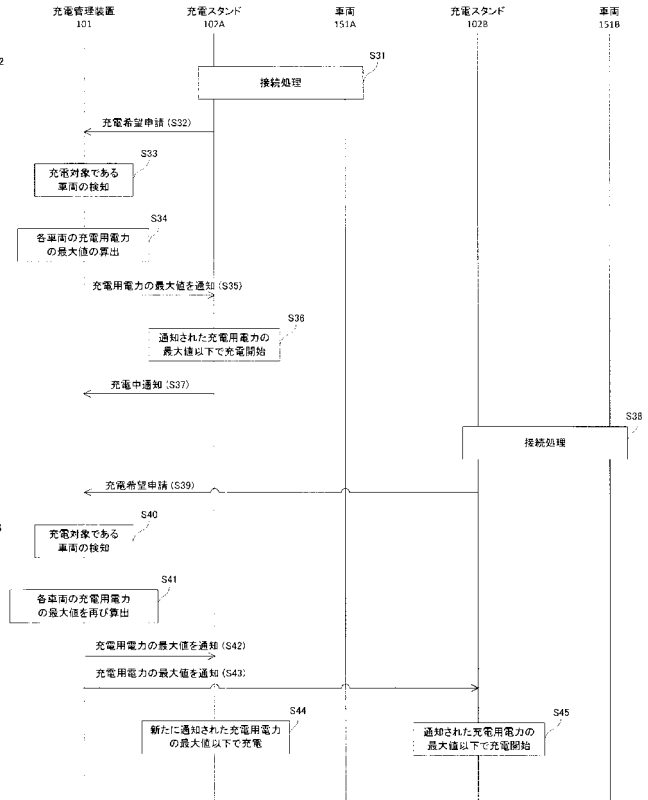 充電管理装置
101
充電スタンド
102A
車両
151A
充電スタンド
102B
車両
151B
2
S31
接続処理
充電希望申請(S32)
S33
充電対象である
車両の検知
S34
各車両の充電用電力
の最大値の算出
充電用電力の最大値を通知(S35)
S36
通知された充電用電力の
最大値以下で充電開始
充電中通知(S37)
S38
接続処理
充電希望申請(S39)
S40
充電対象である
車両の検知
S41
各車両の充電用電力
の最大値を再び算出
充電用電力の最大値を通知(S42)
充電用電力の最大値を通知(S43)
S44
新たに通知された充電用電力
の最大値以下で充電
S45
通知された充電用電力の
最大値以下で充電開始